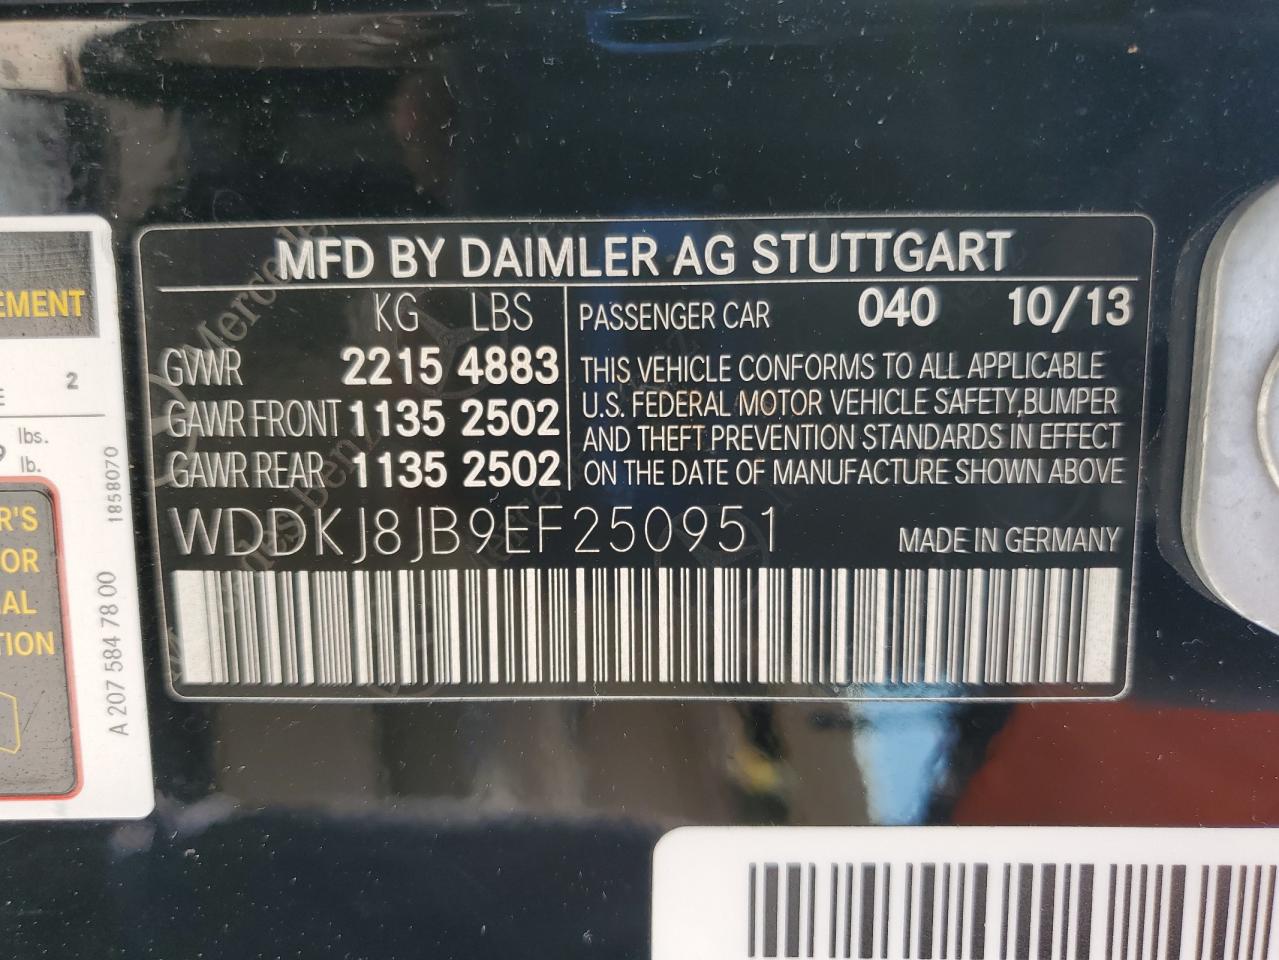 MFD BY DAIMLER AG STUTTGART
KG LBS
GVWR 2215 4883
GAWR FRONT 1135 2502
GAWR REAR 1135 2502
PASSENGER CAR 040 10/13
THIS VEHICLE CONFORMS TO ALL APPLICABLE
U.S. FEDERAL MOTOR VEHICLE SAFETY, BUMPER
AND THEFT PREVENTION STANDARDS IN EFFECT
ON THE DATE OF MANUFACTURE SHOWN ABOVE
WDDKJ8JB9EF250951 MADE IN GERMANY
EMENT
E 2
lbs.
lb.
R'S
OR
AL
TION
1858070
A 207 584 78 00
Mercedes-Benz